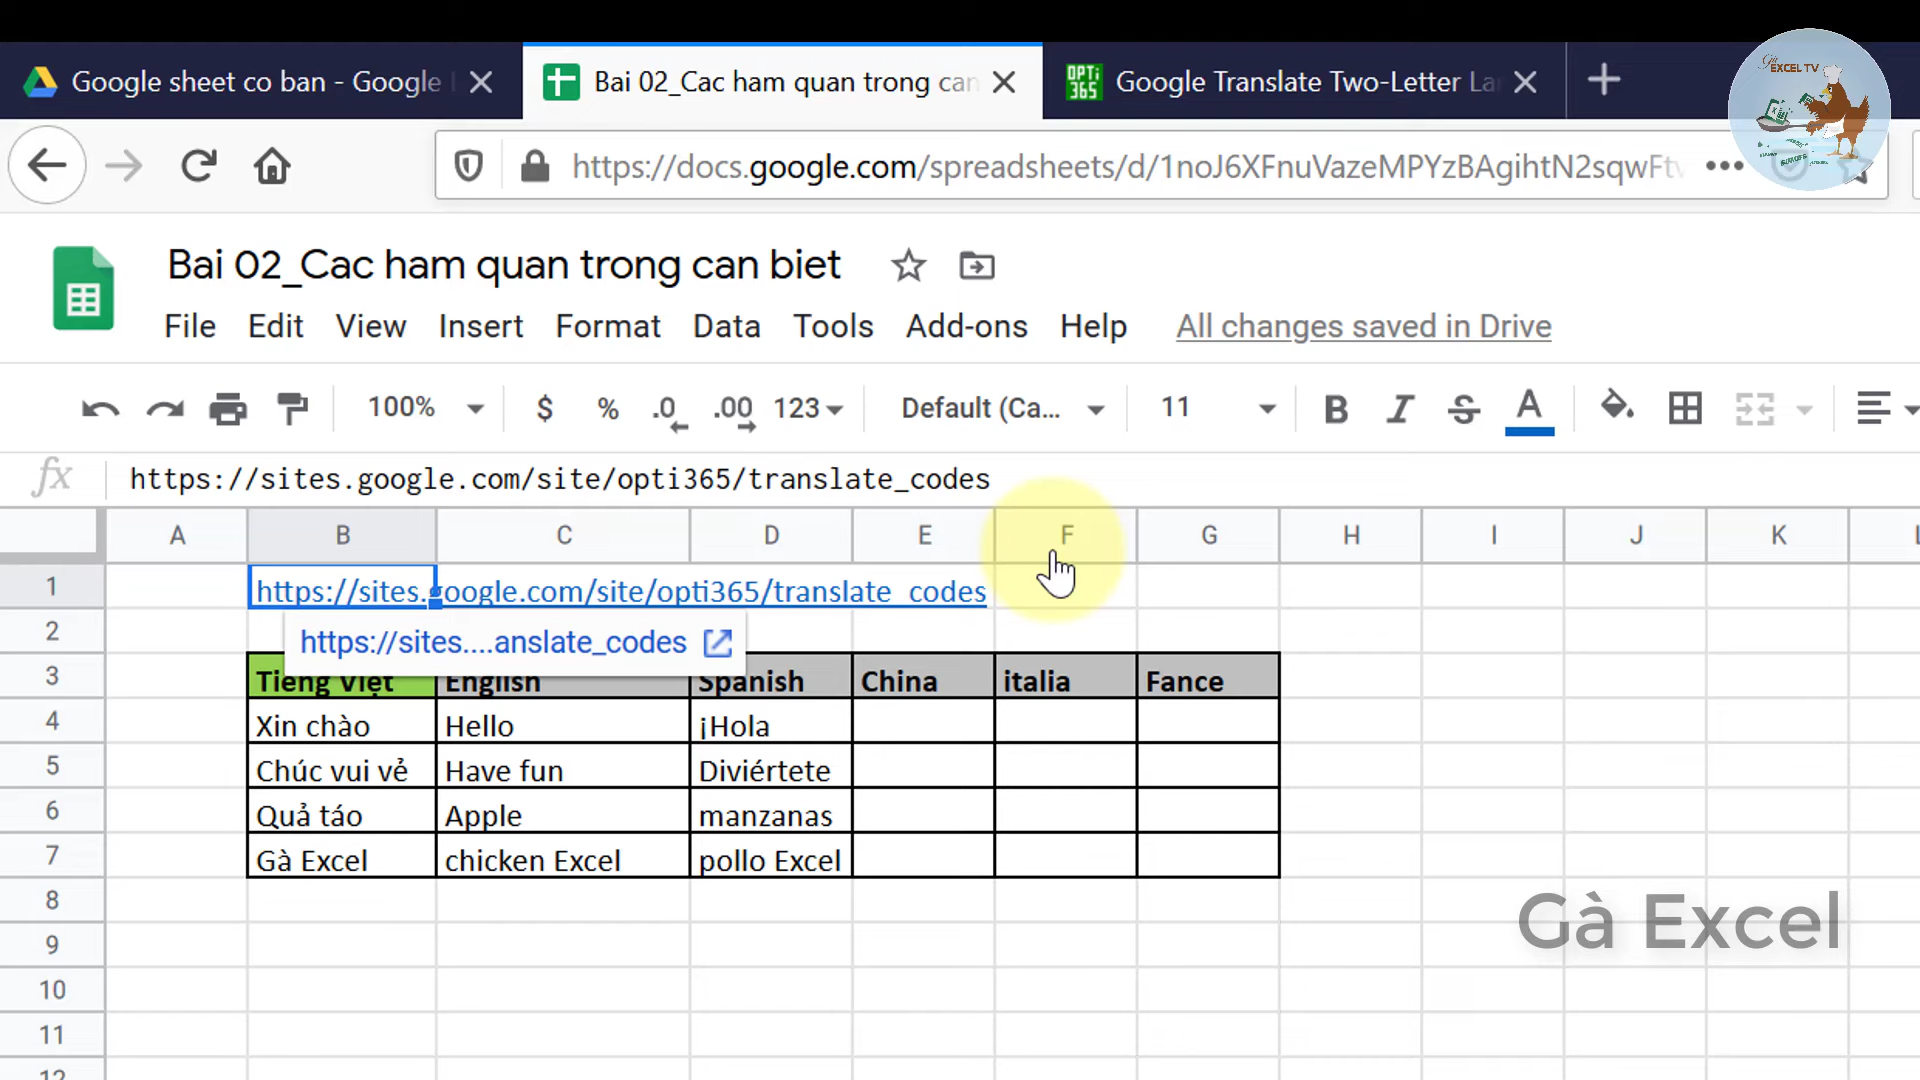 Google sheet co ban - Google
Bai 02_Cac ham quan trong can
OPTi
365
Google Translate Two-Letter La
Gà
EXCEL TV
https://docs.google.com/spreadsheets/d/1noJ6XFnuVazeMPYzBAgihtN2sqwFtv
Bai 02_Cac ham quan trong can biet
File Edit View Insert Format Data Tools Add-ons Help All changes saved in Drive
100% $ % .0 .00 123 Default (Ca... 11 B I S A
fx https://sites.google.com/site/opti365/translate_codes
A B C D E F G H I J K L
1 https://sites.google.com/site/opti365/translate_codes
2 https://sites....anslate_codes
3 Tiếng Việt English Spanish China italia Fance
4 Xin chào Hello ¡Hola
5 Chúc vui vẻ Have fun Diviértete
6 Quả táo Apple manzanas
7 Gà Excel chicken Excel pollo Excel
8
Gà Excel
9
10
11
12